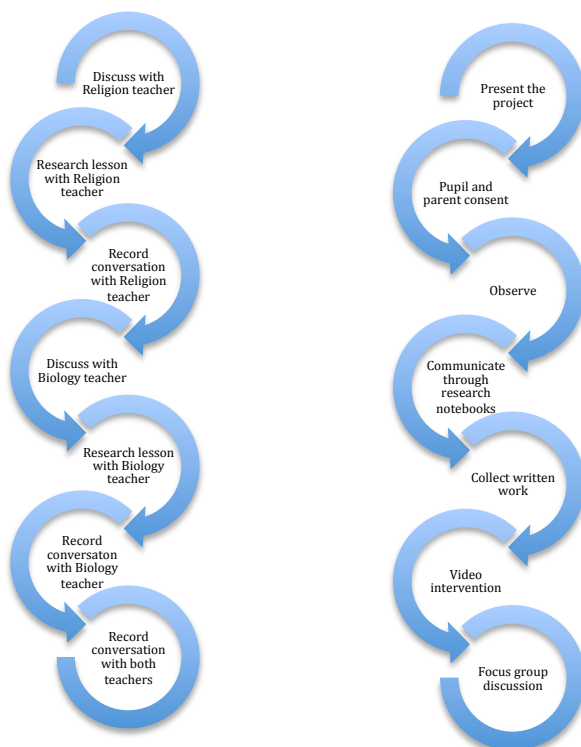 Discuss with
Religion teacher
Research lesson
with Religion
teacher
Record
conversation
with Religion
teacher
Discuss with
Biology teacher
Research lesson
with Biology
teacher
Record
conversaton
with Biology
teacher
Record
conversation
with both
teachers
Present the
project
Pupil and
parent consent
Observe
Communicate
through
research
notebooks
Collect written
work
Video
intervention
Focus group
discussion